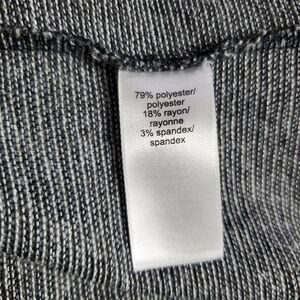 79% polyester/
polyester
18% rayon/
rayonne
3% spandex/
spandex